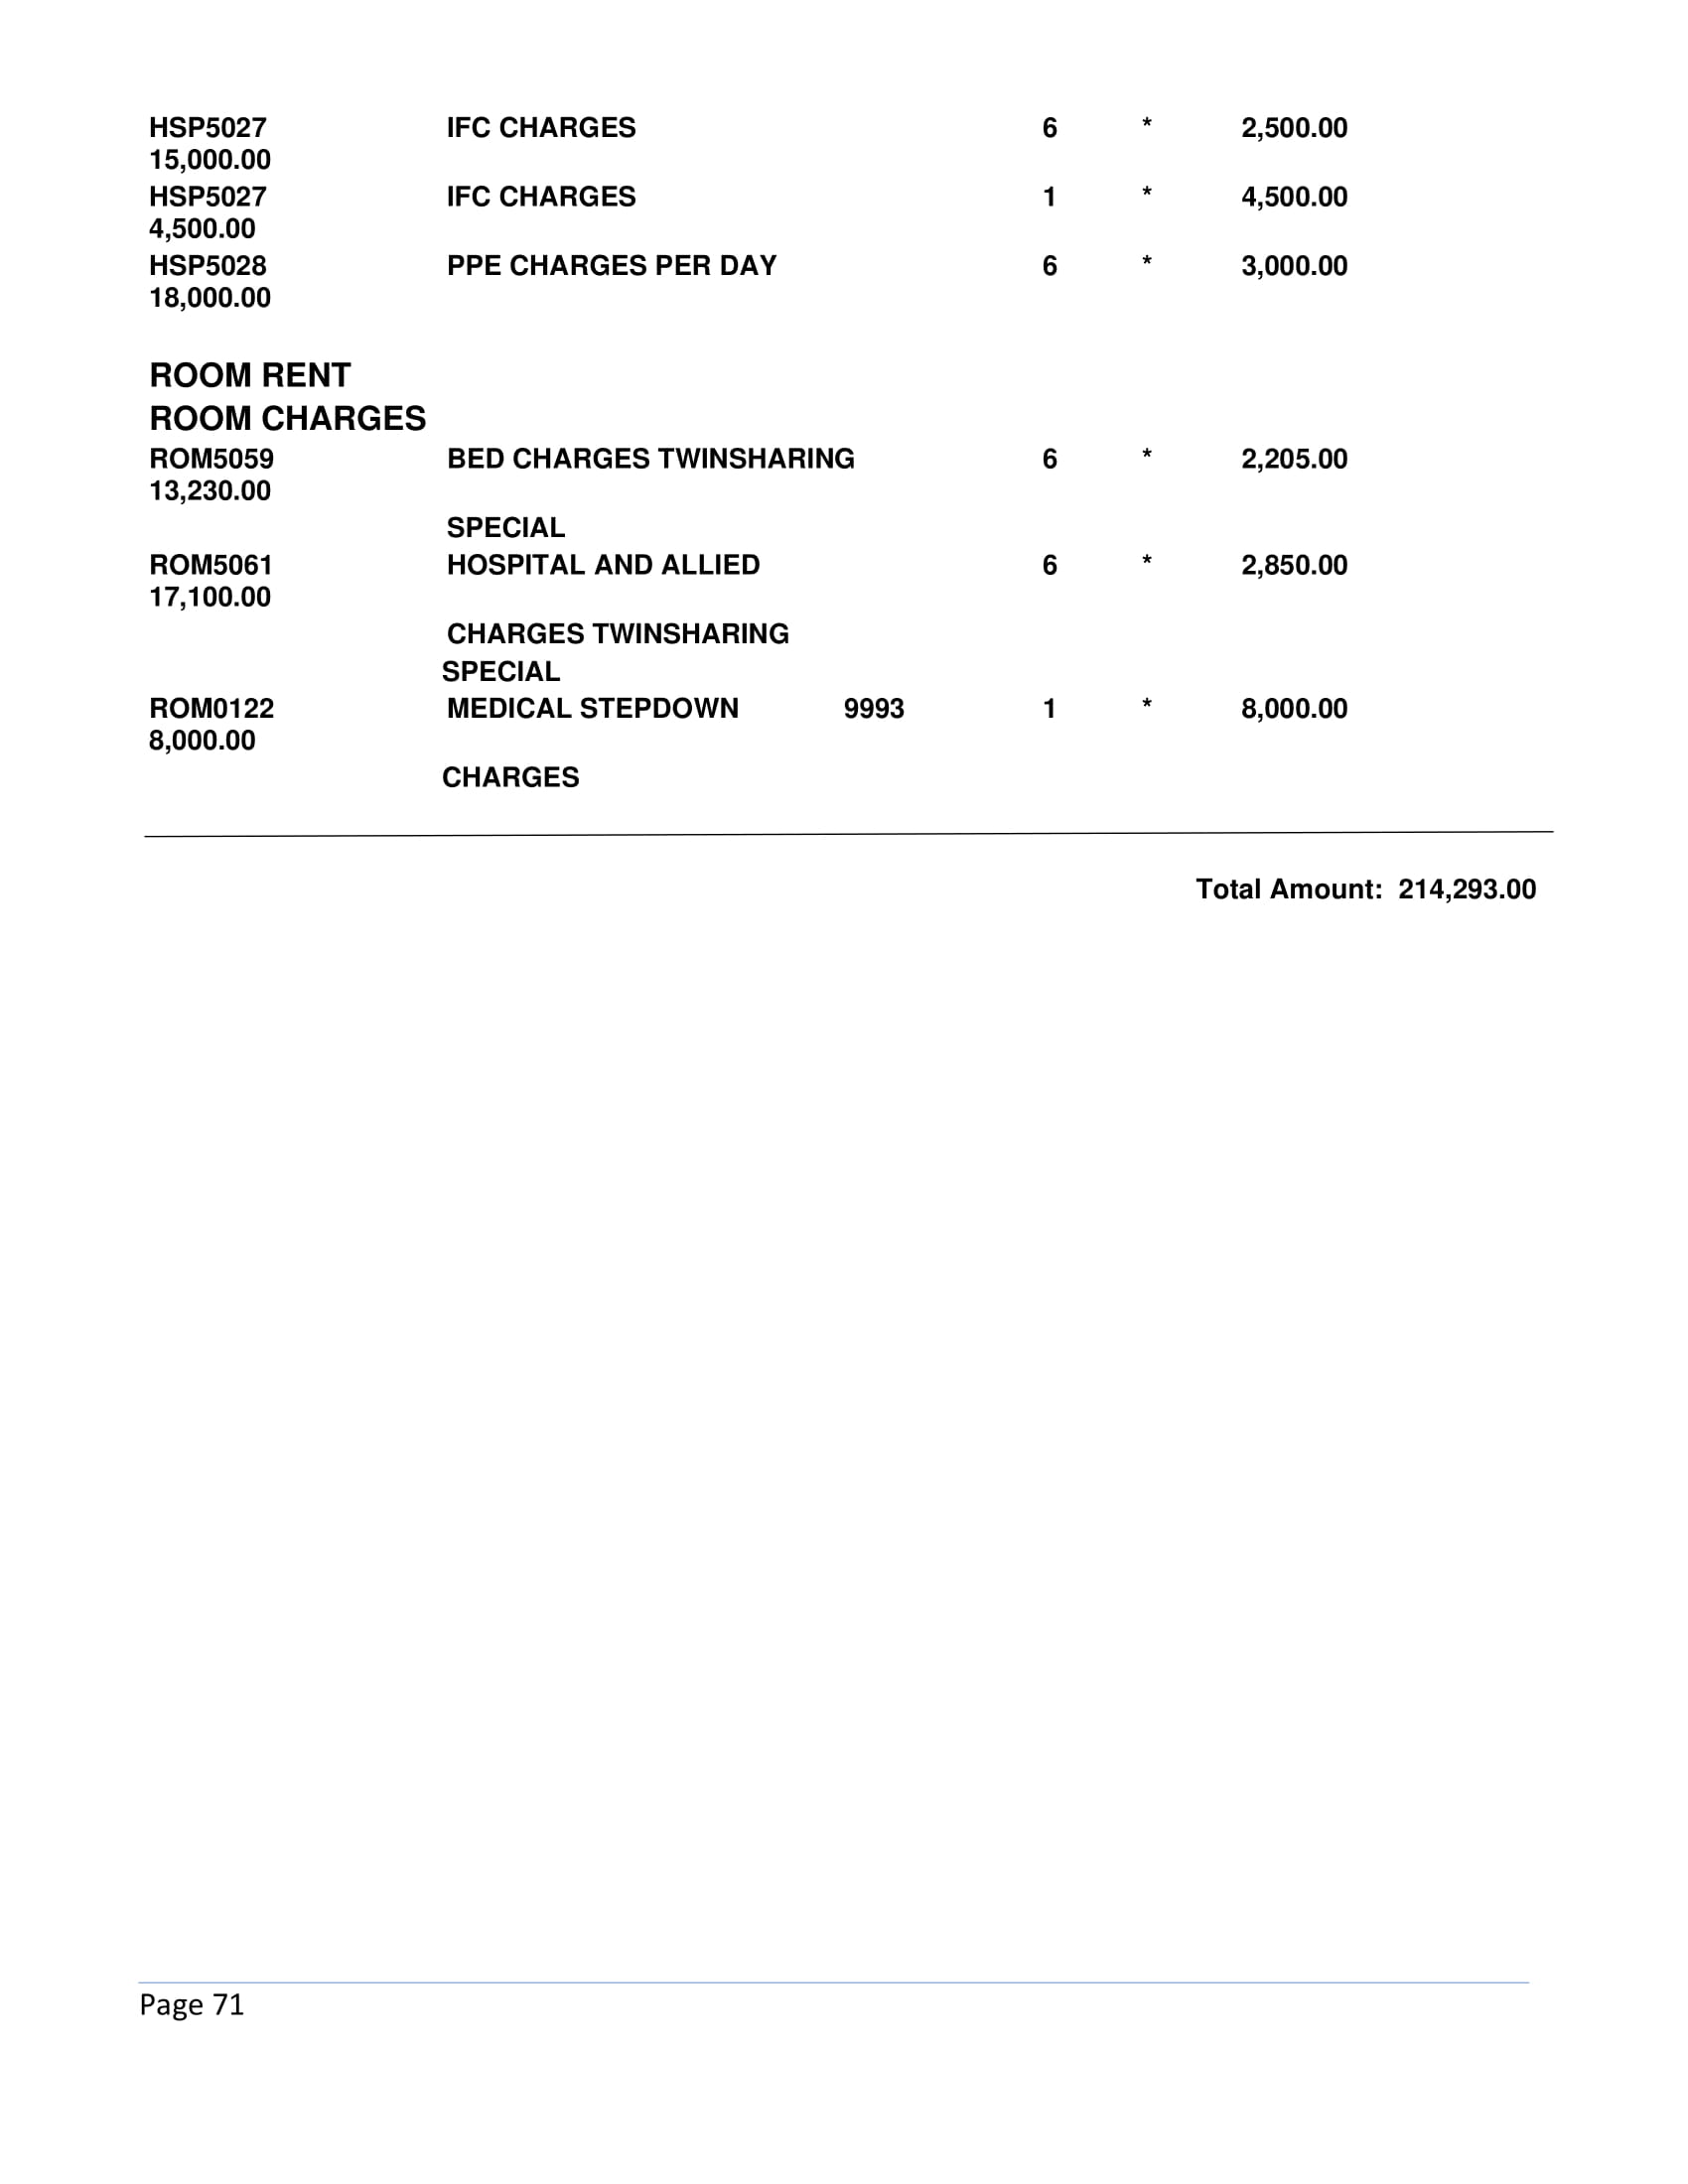 HSP5027 IFC CHARGES 6 * 2,500.00
15,000.00
HSP5027 IFC CHARGES 1 * 4,500.00
4,500.00
HSP5028 PPE CHARGES PER DAY 6 * 3,000.00
18,000.00
ROOM RENT
ROOM CHARGES
ROM5059 BED CHARGES TWINSHARING 6 * 2,205.00
13,230.00
SPECIAL
ROM5061 HOSPITAL AND ALLIED 6 * 2,850.00
17,100.00
CHARGES TWINSHARING
SPECIAL
ROM0122 MEDICAL STEPDOWN 9993 1 * 8,000.00
8,000.00
CHARGES
Total Amount: 214,293.00
Page 71